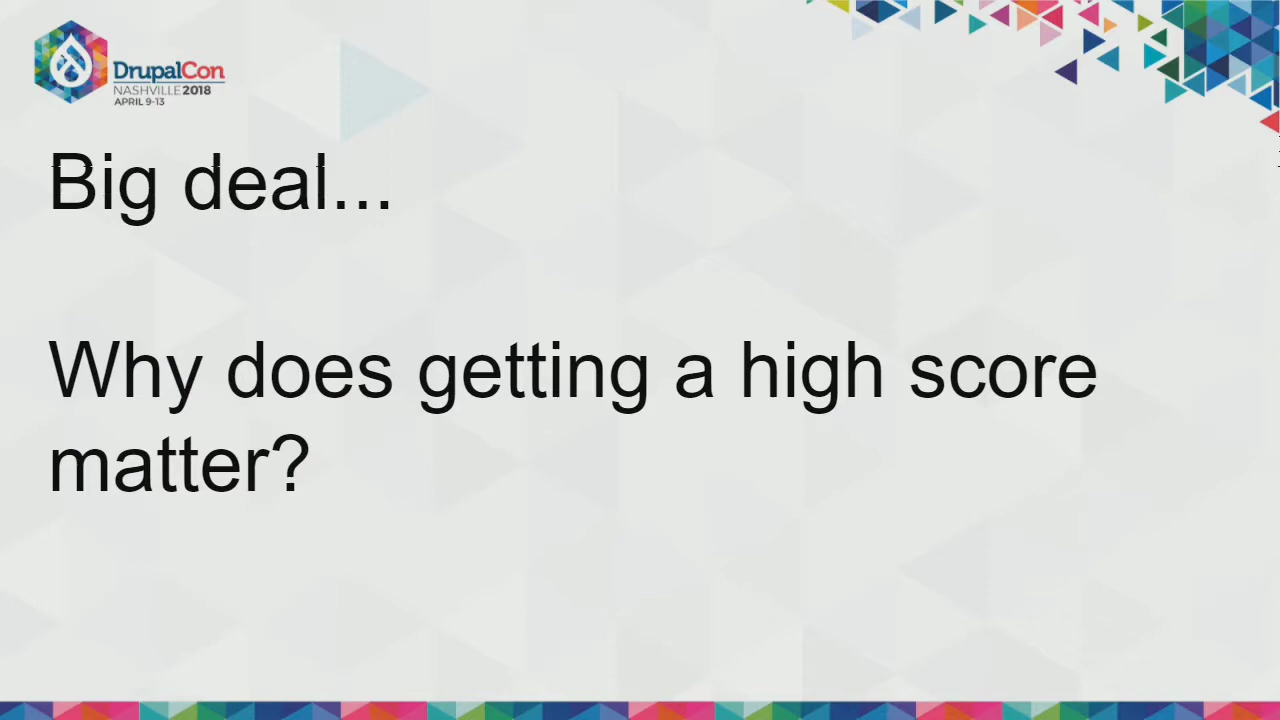 DrupalCon
NASHVILLE 2018
APRIL 9-13
Big deal...
Why does getting a high score
matter?